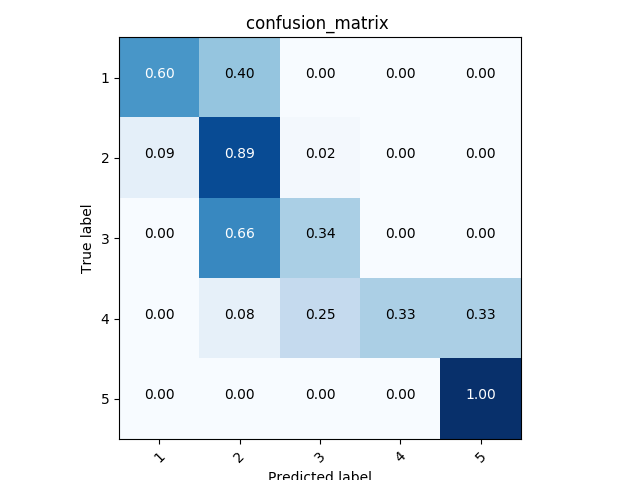 confusion_matrix
1 0.60 0.40 0.00 0.00 0.00
2 0.09 0.89 0.02 0.00 0.00
3 0.00 0.66 0.34 0.00 0.00
4 0.00 0.08 0.25 0.33 0.33
5 0.00 0.00 0.00 0.00 1.00
True label
1 2 3 4 5
Predicted label